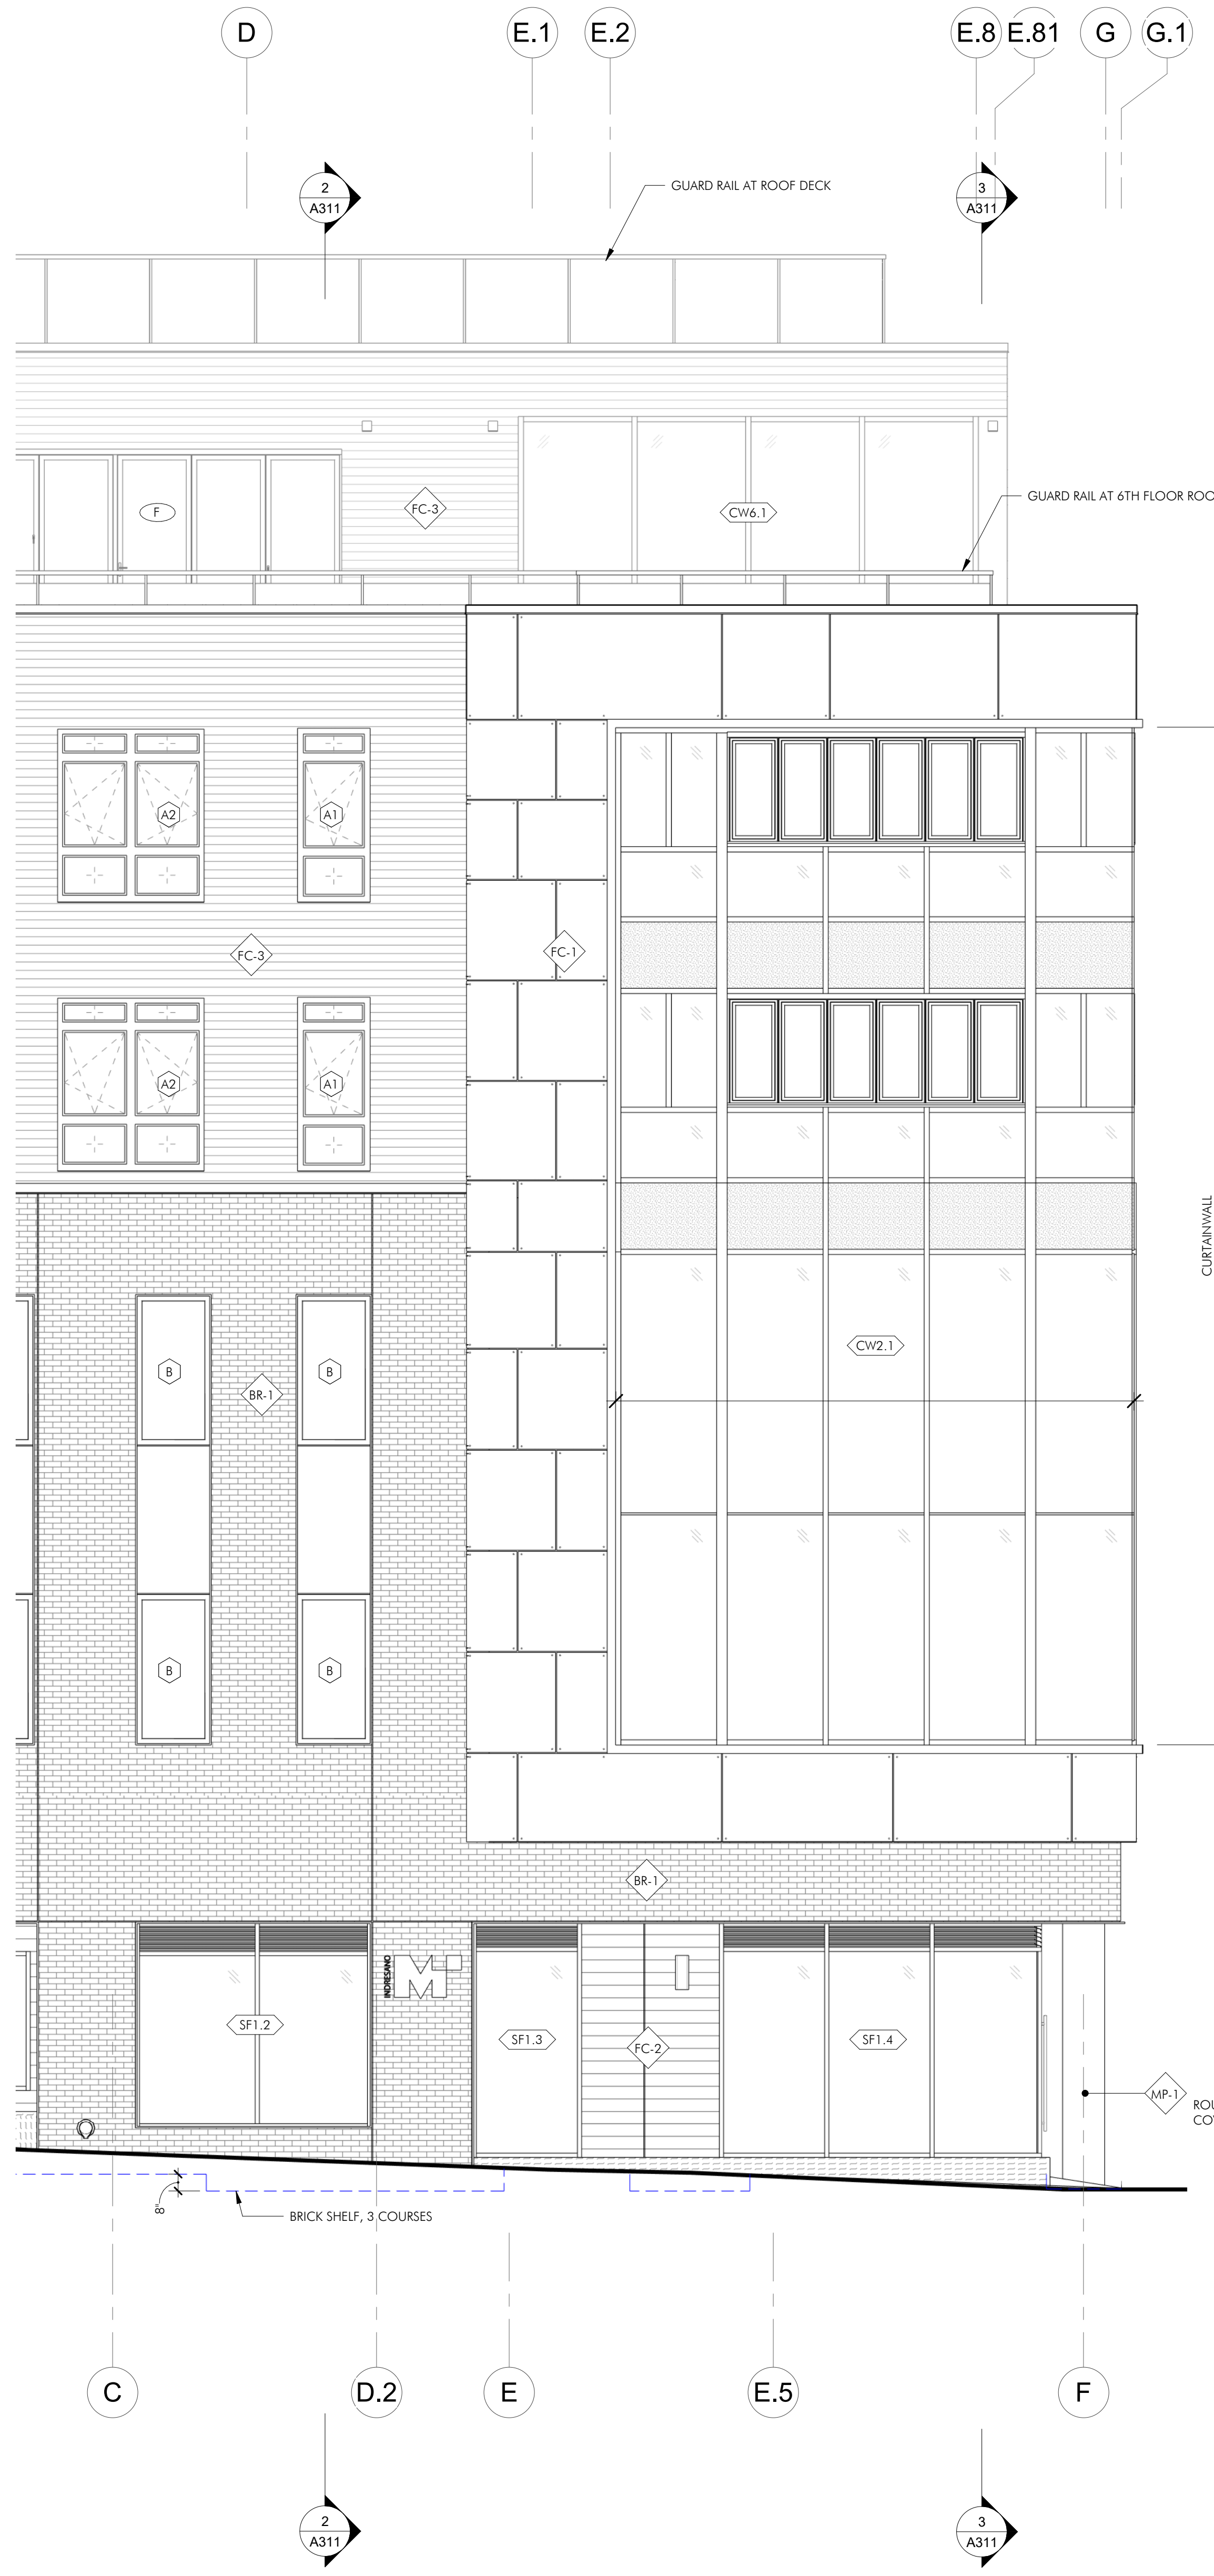 D
E.1
E.2
E.8
E.81
G
G.1
2
A311
GUARD RAIL AT ROOF DECK
3
A311
FC-3
F
CW6.1
GUARD RAIL AT 6TH FLOOR ROO
A2
A1
FC-3
FC-1
A2
A1
CURTAINWALL
CW2.1
B
B
BR-1
B
B
BR-1
INDRESANO
M
SF1.2
SF1.3
FC-2
SF1.4
MP-1
ROU
CO
8"
BRICK SHELF, 3 COURSES
C
D.2
E
E.5
F
2
A311
3
A311